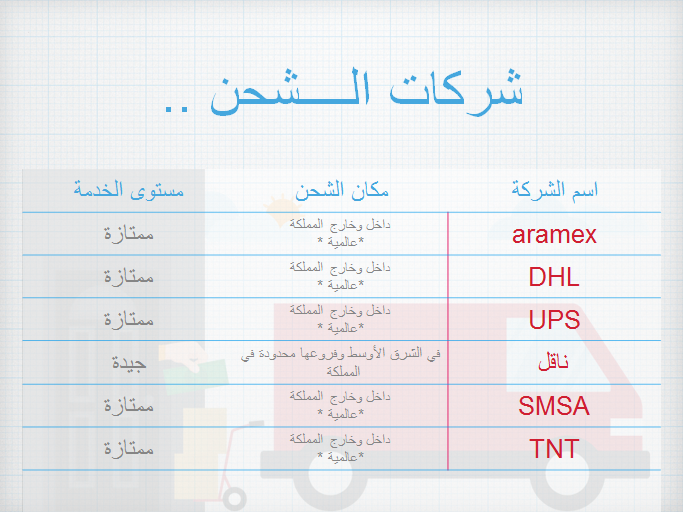 شركات الـــشحن ..
اسم الشركة مكان الشحن مستوى الخدمة
aramex داخل وخارج المملكة ممتازة
*عالمية *
DHL داخل وخارج المملكة ممتازة
*عالمية *
UPS داخل وخارج المملكة ممتازة
*عالمية *
ناقل في الشرق الأوسط وفروعها محدودة في جيدة
المملكة
SMSA داخل وخارج المملكة ممتازة
*عالمية *
TNT داخل وخارج المملكة ممتازة
*عالمية *